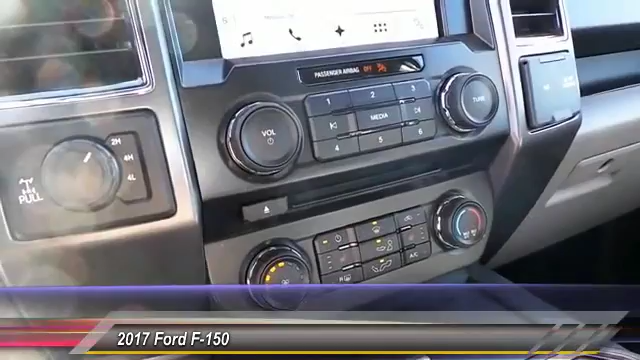 PASSENGER AIRBAG OFF
1 2 3
VOL
MEDIA
TUNE
4 5 6
2H
4H
4L
PULL
R
A/C
2017 Ford F-150